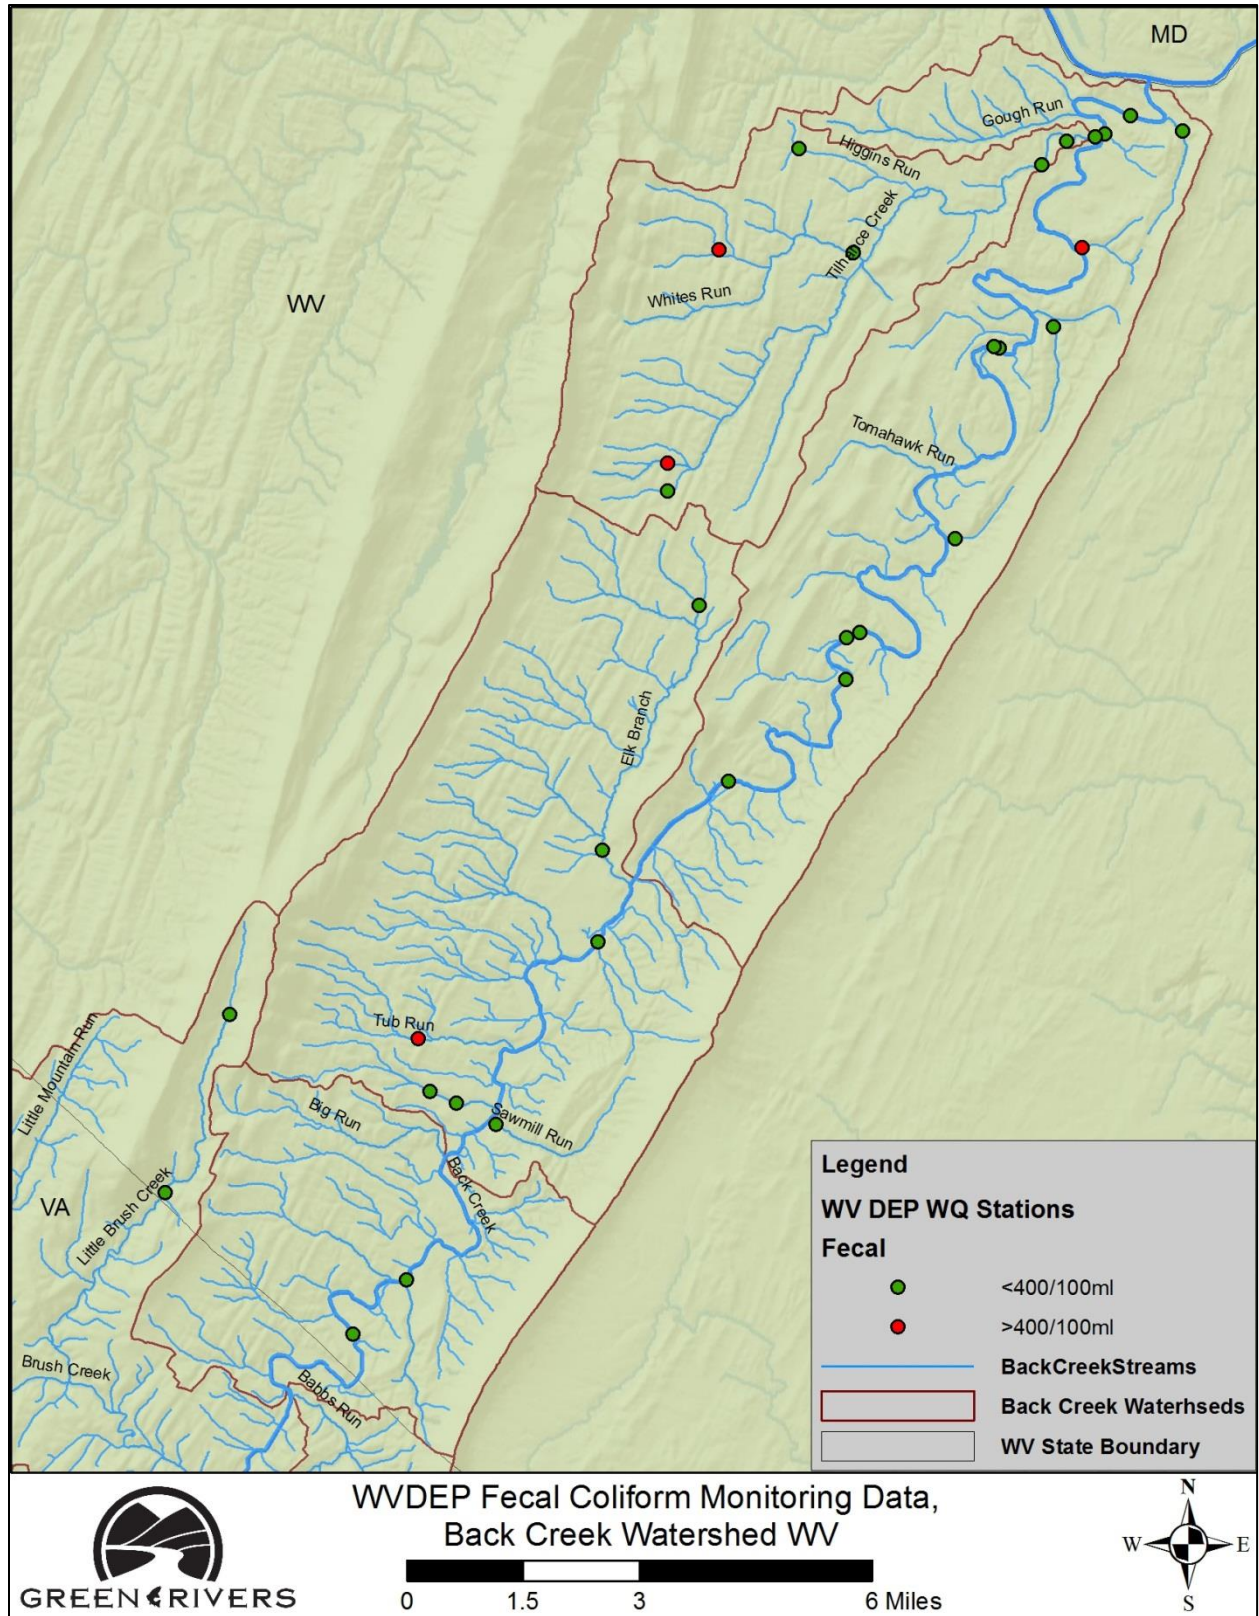 MD
Gough Run
Higgins Run
Tilhance Creek
WV
Whites Run
Tomahawk Run
Elk Branch
Tub Run
Little Mountain Run
Big Run
Sawmill Run
Back Creek
VA
Little Brush Creek
Brush Creek
Babbs Run
Legend
WV DEP WQ Stations
Fecal
<400/100ml
>400/100ml
BackCreekStreams
Back Creek Waterhseds
WV State Boundary
WVDEP Fecal Coliform Monitoring Data,
Back Creek Watershed WV
GREEN RIVERS
0 1.5 3 6 Miles
N
W E
S